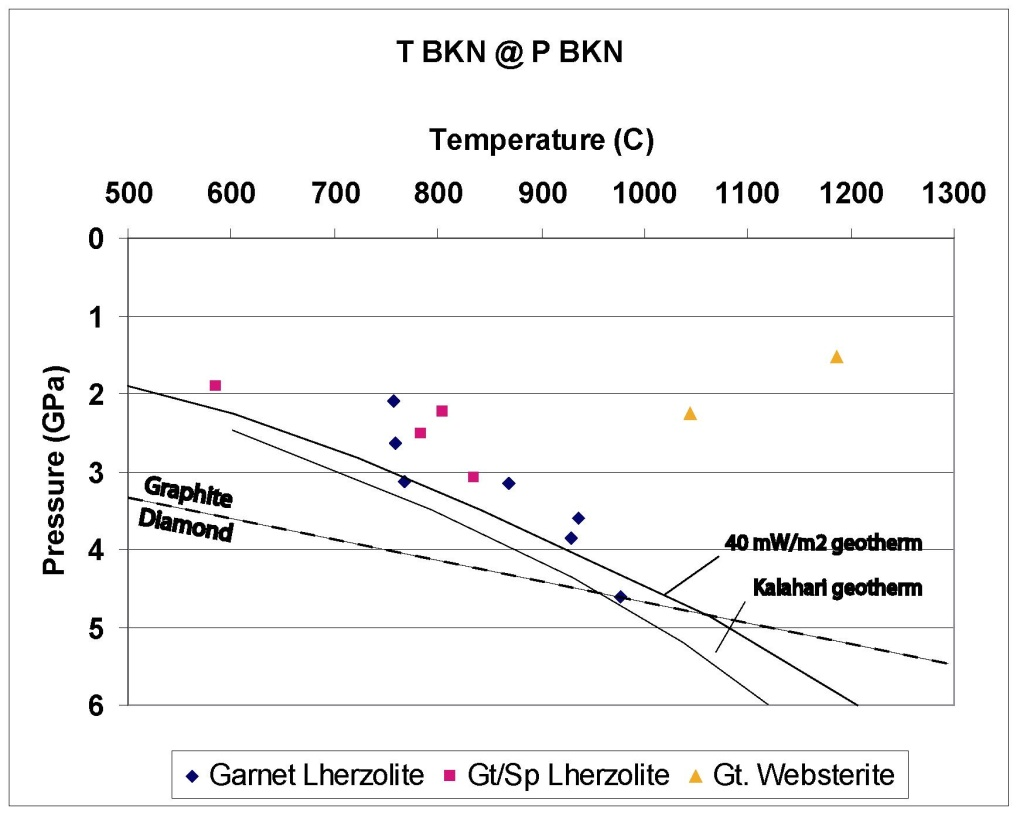 T BKN @ P BKN
Temperature (C)
500 600 700 800 900 1000 1100 1200 1300
0
1
2
3
4
5
6
Pressure (GPa)
Graphite
Diamond
40 mW/m2 geotherm
Kalahari geotherm
Garnet Lherzolite Gt/Sp Lherzolite Gt. Websterite